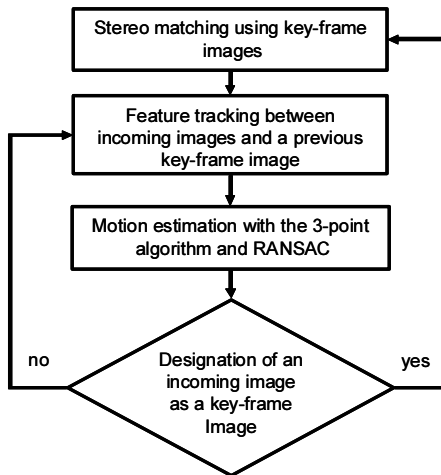 Stereo matching using key-frame
images
Feature tracking between
incoming images and a previous
key-frame image
Motion estimation with the 3-point
algorithm and RANSAC
no
Designation of an
incoming image
as a key-frame
Image
yes